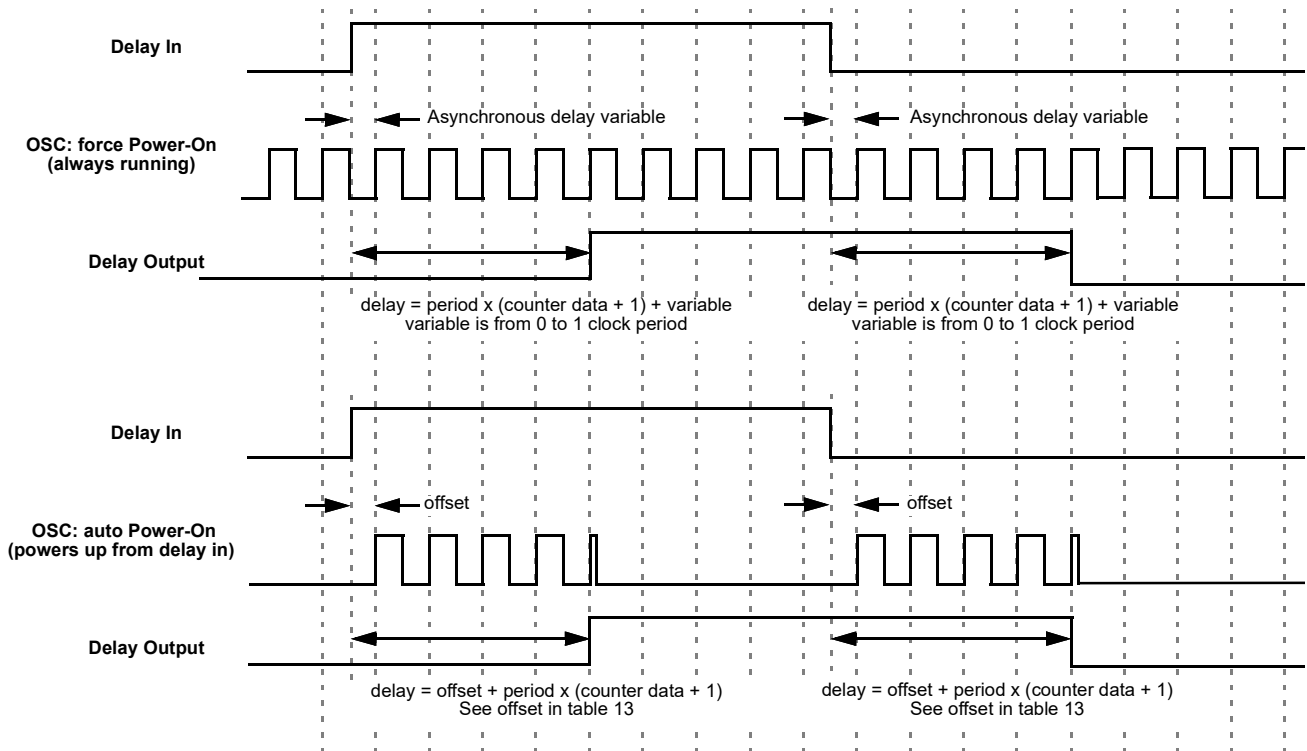 Delay In
Asynchronous delay variable
Asynchronous delay variable
OSC: force Power-On
(always running)
Delay Output
delay = period x (counter data + 1) + variable
variable is from 0 to 1 clock period
delay = period x (counter data + 1) + variable
variable is from 0 to 1 clock period
Delay In
offset
offset
OSC: auto Power-On
(powers up from delay in)
Delay Output
delay = offset + period x (counter data + 1)
See offset in table 13
delay = offset + period x (counter data + 1)
See offset in table 13